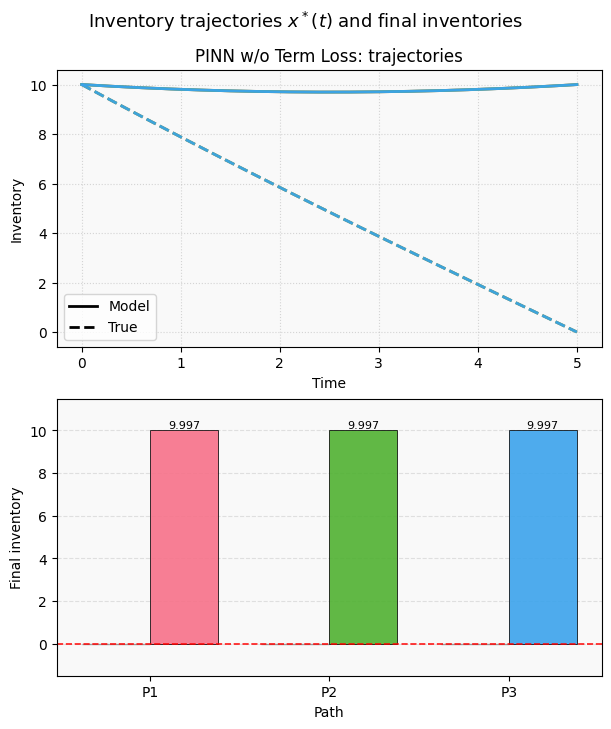 Inventory trajectories x*(t) and final inventories
PINN w/o Term Loss: trajectories
10
8
6
4
2
0
Inventory
Model
True
0 1 2 3 4 5
Time
10
8
6
4
2
0
Final inventory
9.997 9.997 9.997
P1 P2 P3
Path